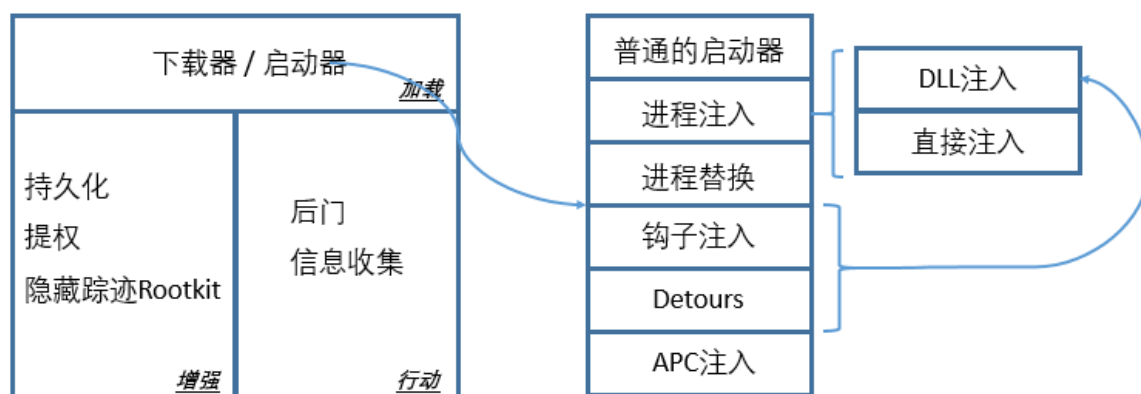 下载器 / 启动器
加载
持久化
提权
隐藏踪迹Rootkit
增强
后门
信息收集
行动
普通的启动器
进程注入
进程替换
钩子注入
Detours
APC注入
DLL注入
直接注入